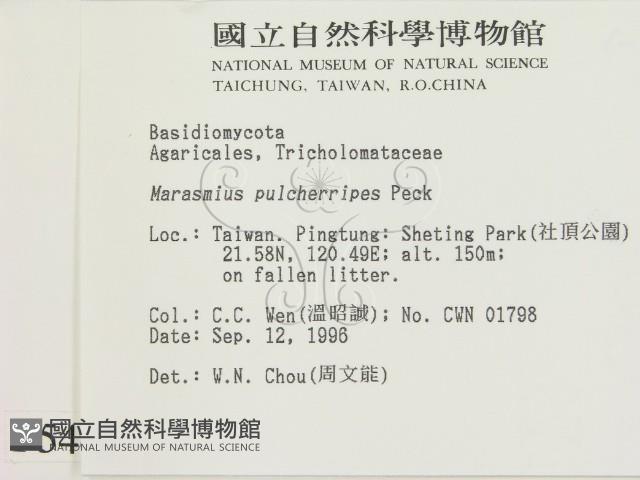 國立自然科學博物館
NATIONAL MUSEUM OF NATURAL SCIENCE
TAICHUNG, TAIWAN, R.O.CHINA
Basidiomycota
Agaricales, Tricholomataceae
Marasmius pulcherripes Peck
Loc.: Taiwan. Pingtung: Sheting Park(社頂公園)
21.58N, 120.49E; alt. 150m;
on fallen litter.
Col.: C.C. Wen(溫昭誠); No. CWN 01798
Date: Sep. 12, 1996
Det.: W.N. Chou(周文能)
54
國立自然科學博物館
NATIONAL MUSEUM OF NATURAL SCIENCE